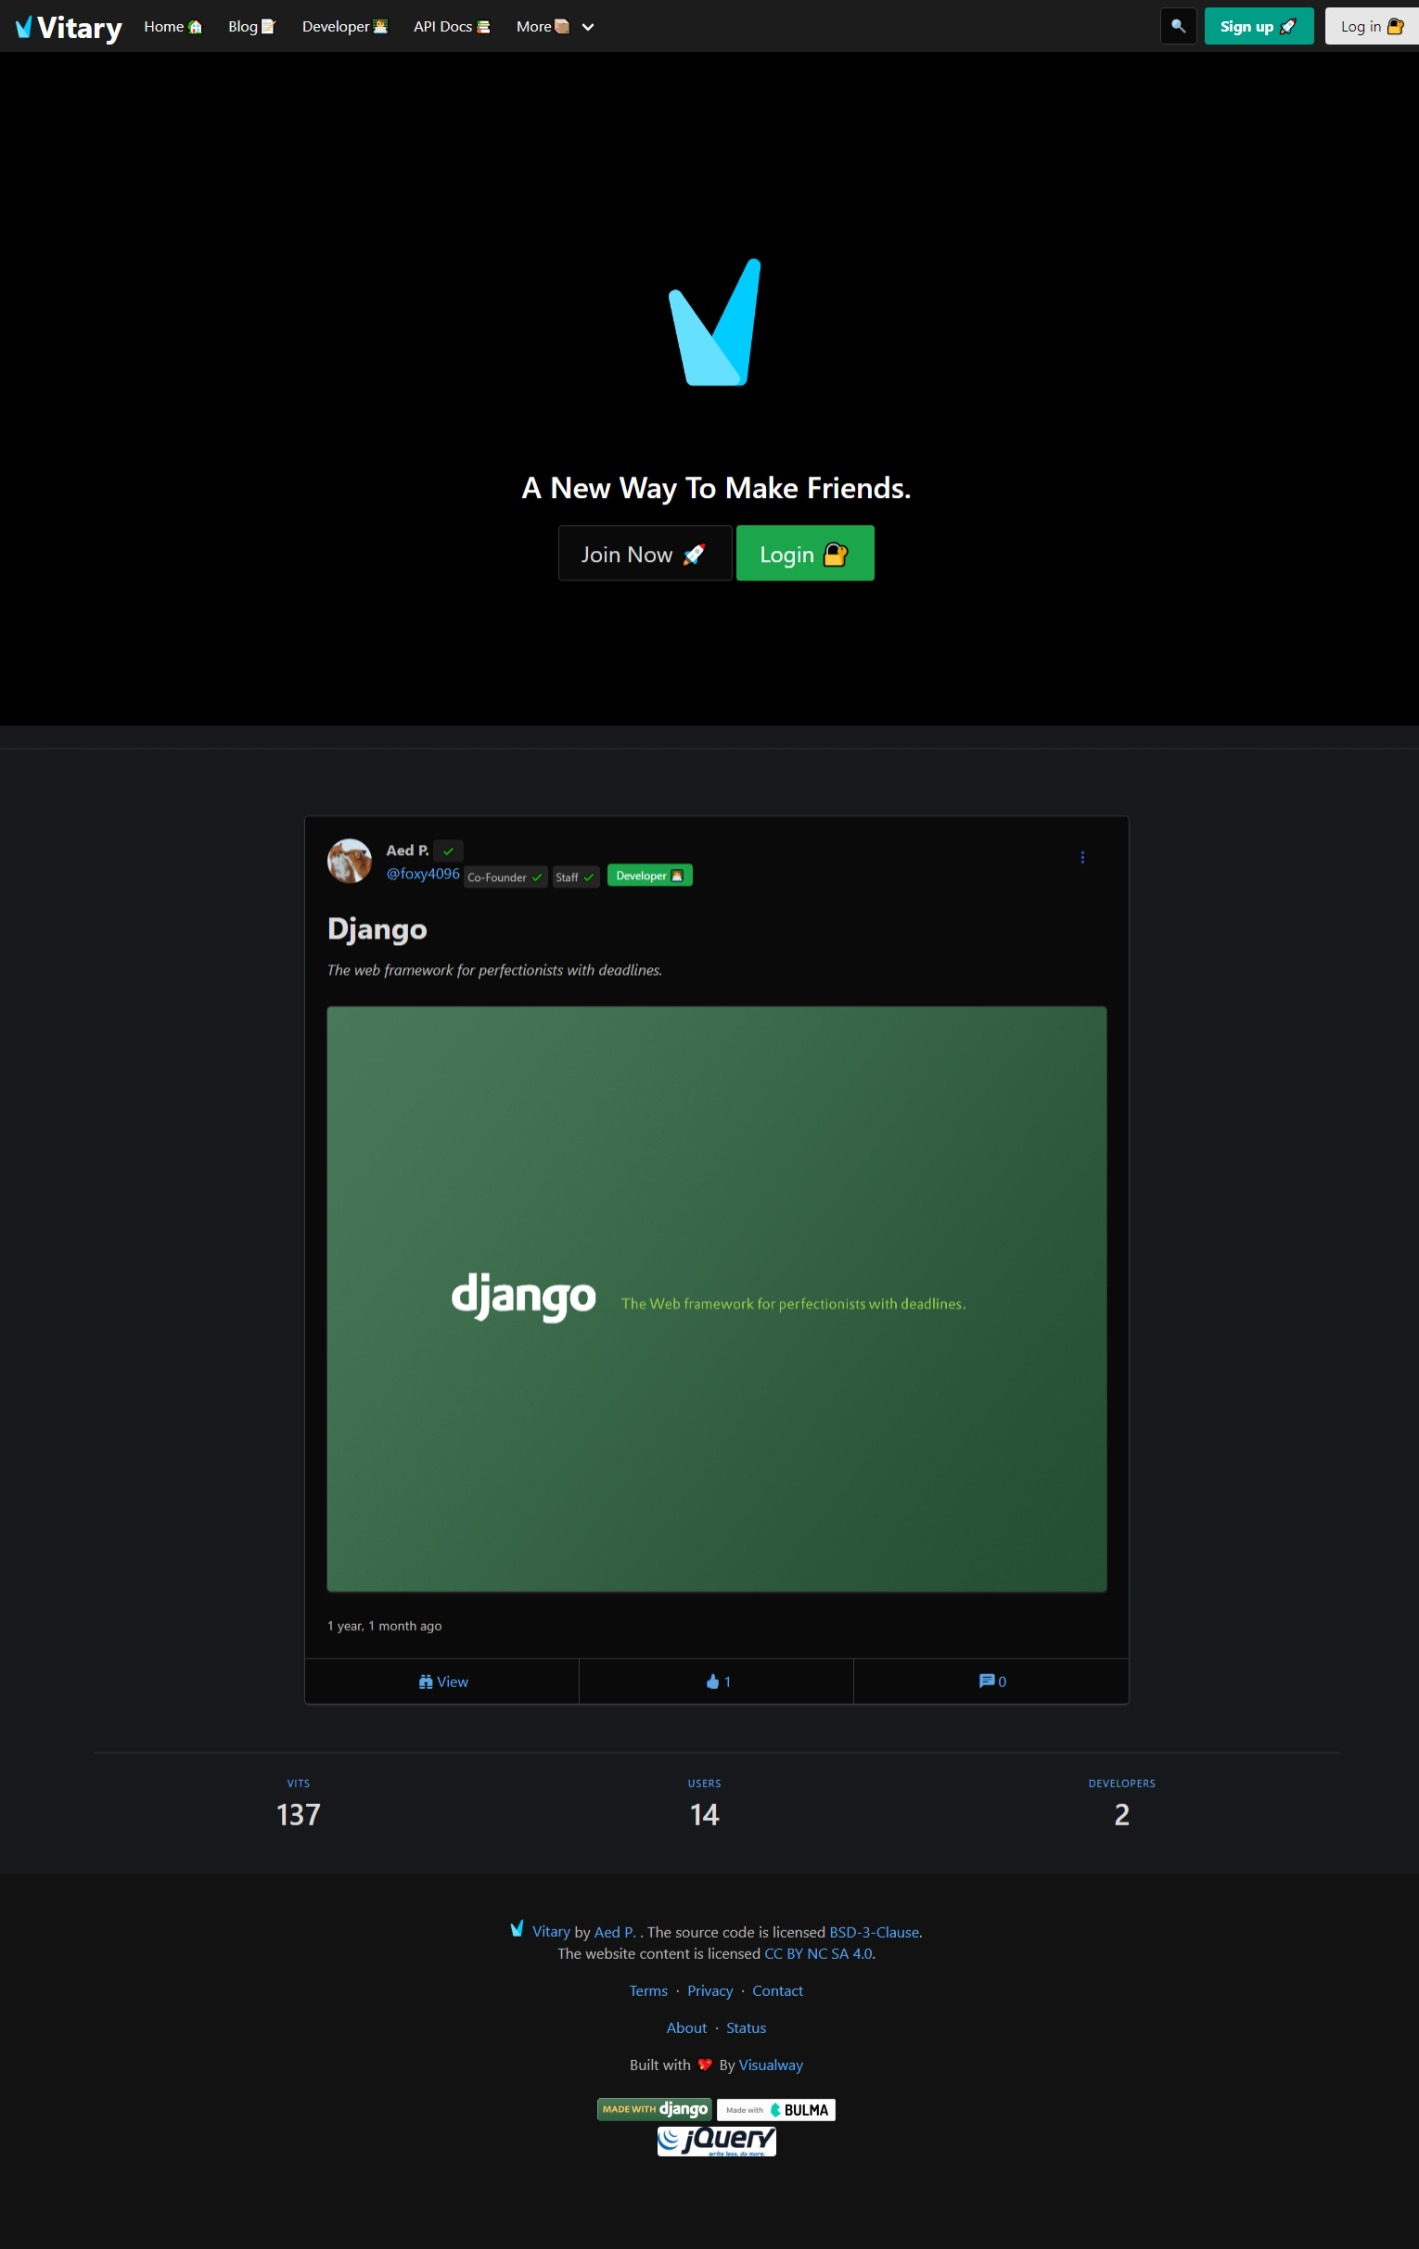 Vitary Home Blog Developer API Docs More Sign up Log in
A New Way To Make Friends.
Join Now Login
Aed P.
@foxy4096 Co-Founder Staff Developer
Django
The web framework for perfectionists with deadlines.
django The Web framework for perfectionists with deadlines.
1 year, 1 month ago
View 1 0
VITS USERS DEVELOPERS
137 14 2
Vitary by Aed P. . The source code is licensed BSD-3-Clause.
The website content is licensed CC BY NC SA 4.0.
Terms · Privacy · Contact
About · Status
Built with By Visualway
MADE WITH django Made with BULMA
jQuery
write less, do more.